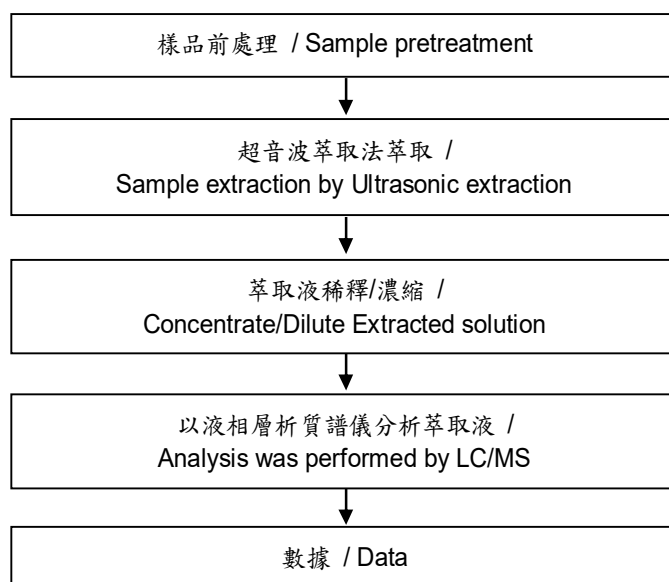 樣品前處理 / Sample pretreatment
超音波萃取法萃取 /
Sample extraction by Ultrasonic extraction
萃取液稀釋/濃縮 /
Concentrate/Dilute Extracted solution
以液相層析質譜儀分析萃取液 /
Analysis was performed by LC/MS
數據 / Data